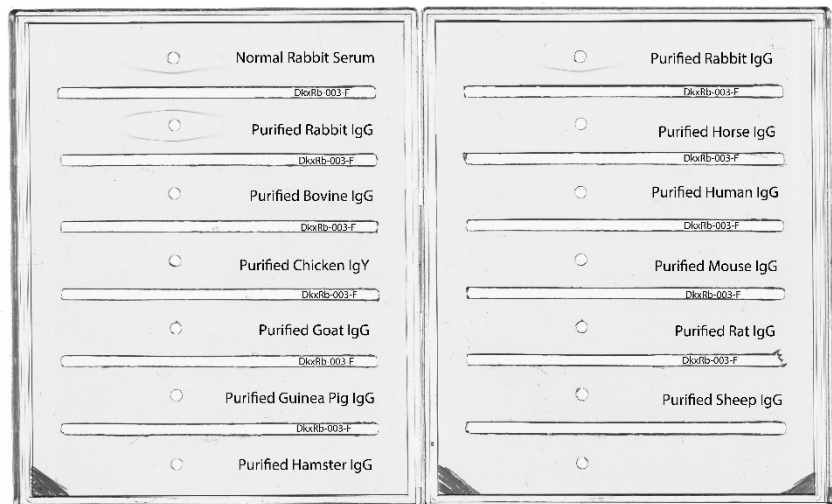 Normal Rabbit Serum
DkxRb-003-F
Purified Rabbit IgG
DkxRb-003-F
Purified Bovine IgG
DkxRb-003-F
Purified Chicken IgY
DkxRb-003-F
Purified Goat IgG
DkxRb-003-F
Purified Guinea Pig IgG
DkxRb-003-F
Purified Hamster IgG
Purified Rabbit IgG
DkxRb-003-F
Purified Horse IgG
DkxRb-003-F
Purified Human IgG
DkxRb-003-F
Purified Mouse IgG
DkxRb-003-F
Purified Rat IgG
DkxRb-003-F
Purified Sheep IgG